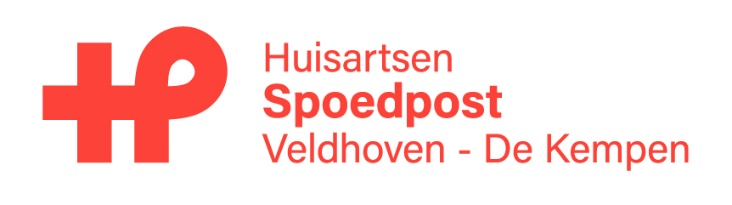 Huisartsen
Spoedpost
Veldhoven - De Kempen